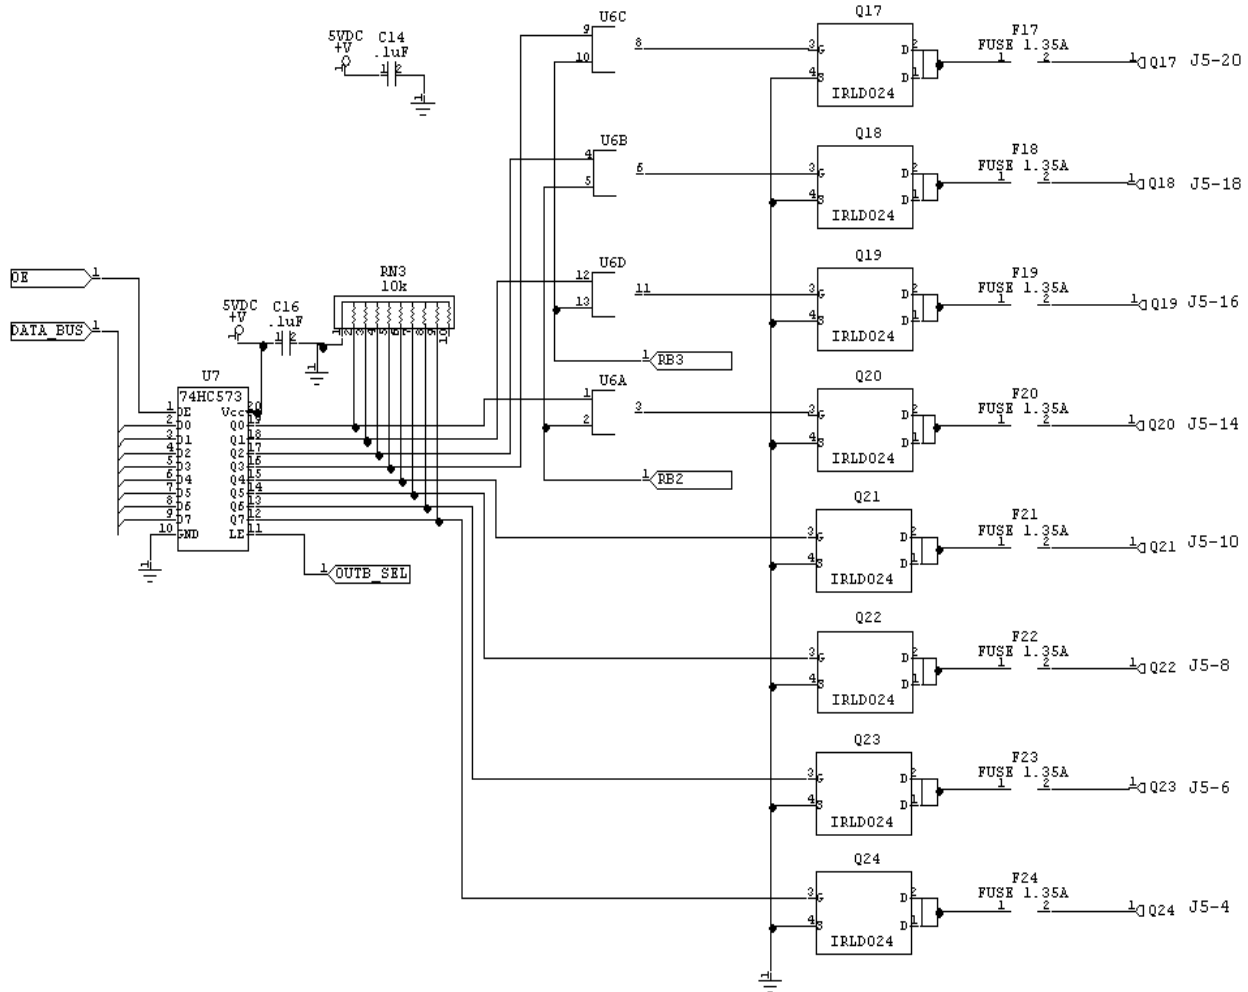 U6C
Q17
5VDC
+V
C14
.1uF
1 2
1
1
9
10
8
3 G
4 S
D 2
D 1
IRLD024
F17
FUSE 1.35A
1 2
1 Q17 J5-20
U6B
4
5
6
Q18
3 G
4 S
D 2
D 1
IRLD024
F18
FUSE 1.35A
1 2
1 Q18 J5-18
OE 1
DATA_BUS 1
5VDC
+V
C16
.1uF
1 2
1
1
RN3
10k
1 2 3 4 5 6 7 8 9 10
U6D
12
13
11
Q19
3 G
4 S
D 2
D 1
IRLD024
F19
FUSE 1.35A
1 2
1 Q19 J5-16
1 RB3
U6A
1
2
3
Q20
3 G
4 S
D 2
D 1
IRLD024
F20
FUSE 1.35A
1 2
1 Q20 J5-14
1 RB2
U7
74HC573
1 OE Vcc 20
2 D0 Q0 19
3 D1 Q1 18
4 D2 Q2 17
5 D3 Q3 16
6 D4 Q4 15
7 D5 Q5 14
8 D6 Q6 13
9 D7 Q7 12
10 GND LE 11
1
1 OUTB_SEL
Q21
3 G
4 S
D 2
D 1
IRLD024
F21
FUSE 1.35A
1 2
1 Q21 J5-10
Q22
3 G
4 S
D 2
D 1
IRLD024
F22
FUSE 1.35A
1 2
1 Q22 J5-8
Q23
3 G
4 S
D 2
D 1
IRLD024
F23
FUSE 1.35A
1 2
1 Q23 J5-6
Q24
3 G
4 S
D 2
D 1
IRLD024
F24
FUSE 1.35A
1 2
1 Q24 J5-4
1